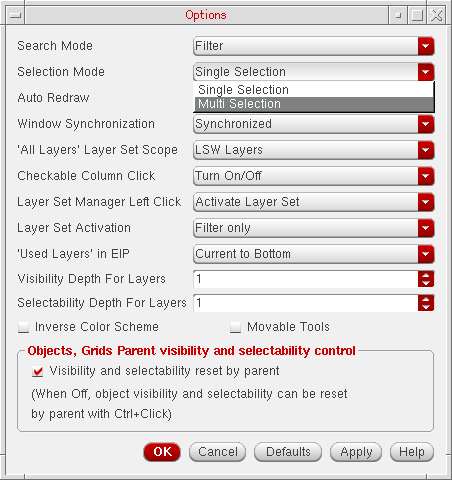 Options
Search Mode Filter
Selection Mode Single Selection
Single Selection
Auto Redraw Multi Selection
Window Synchronization Synchronized
'All Layers' Layer Set Scope LSW Layers
Checkable Column Click Turn On/Off
Layer Set Manager Left Click Activate Layer Set
Layer Set Activation Filter only
'Used Layers' in EIP Current to Bottom
Visibility Depth For Layers 1
Selectability Depth For Layers 1
Inverse Color Scheme Movable Tools
Objects, Grids Parent visibility and selectability control
Visibility and selectability reset by parent
(When Off, object visibility and selectability can be reset
by parent with Ctrl+Click)
OK Cancel Defaults Apply Help